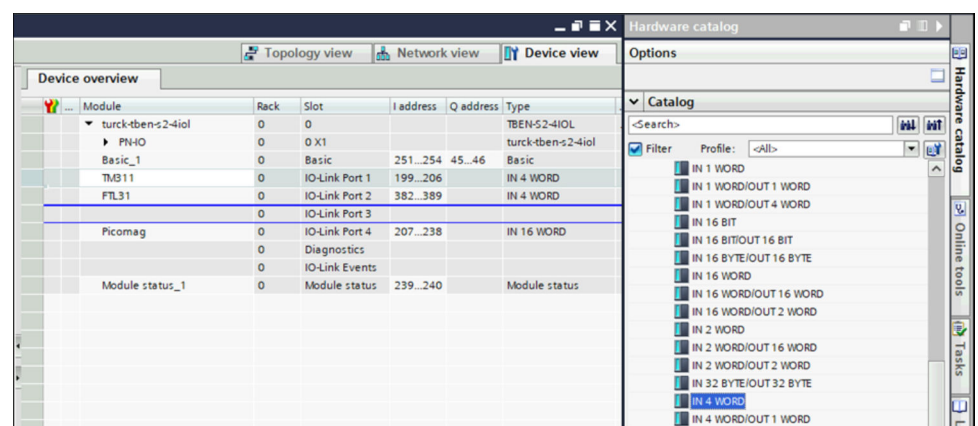 Hardware catalog
Topology view Network view Device view Options
Device overview
... Module Rack Slot I address Q address Type ...
Catalog
turck-tben-s2-4iol 0 0 TBEN-S2-4IOL
<Search>
PN-IO 0 0 X1 turck-tben-s2-4iol
Filter Profile: <All>
Basic_1 0 Basic 251...254 45...46 Basic
TM311 0 IO-Link Port 1 199...206 IN 4 WORD
FTL31 0 IO-Link Port 2 382...389 IN 4 WORD
0 IO-Link Port 3
Picomag 0 IO-Link Port 4 207...238 IN 16 WORD
0 Diagnostics
0 IO-Link Events
Module status_1 0 Module status 239...240 Module status
IN 1 WORD
IN 1 WORD/OUT 1 WORD
IN 1 WORD/OUT 4 WORD
IN 16 BIT
IN 16 BIT/OUT 16 BIT
IN 16 BYTE/OUT 16 BYTE
IN 16 WORD
IN 16 WORD/OUT 16 WORD
IN 16 WORD/OUT 2 WORD
IN 2 WORD
IN 2 WORD/OUT 16 WORD
IN 2 WORD/OUT 2 WORD
IN 32 BYTE/OUT 32 BYTE
IN 4 WORD
IN 4 WORD/OUT 1 WORD
Hardware catalog
Online tools
Tasks